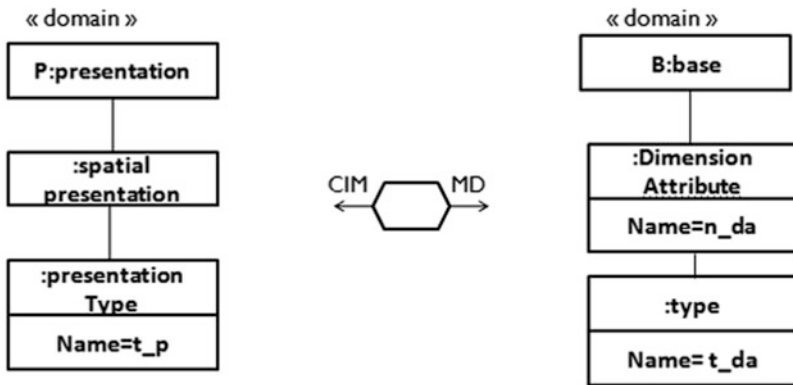 « domain »
P:presentation
:spatial
presentation
:presentation
Type
Name=t_p
CIM
MD
« domain »
B:base
:Dimension
Attribute
Name=n_da
:type
Name= t_da